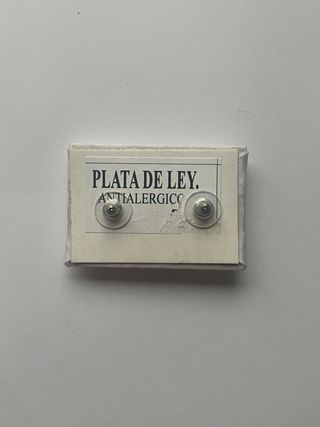 PLATA DE LEY.
ANTIALERGICO